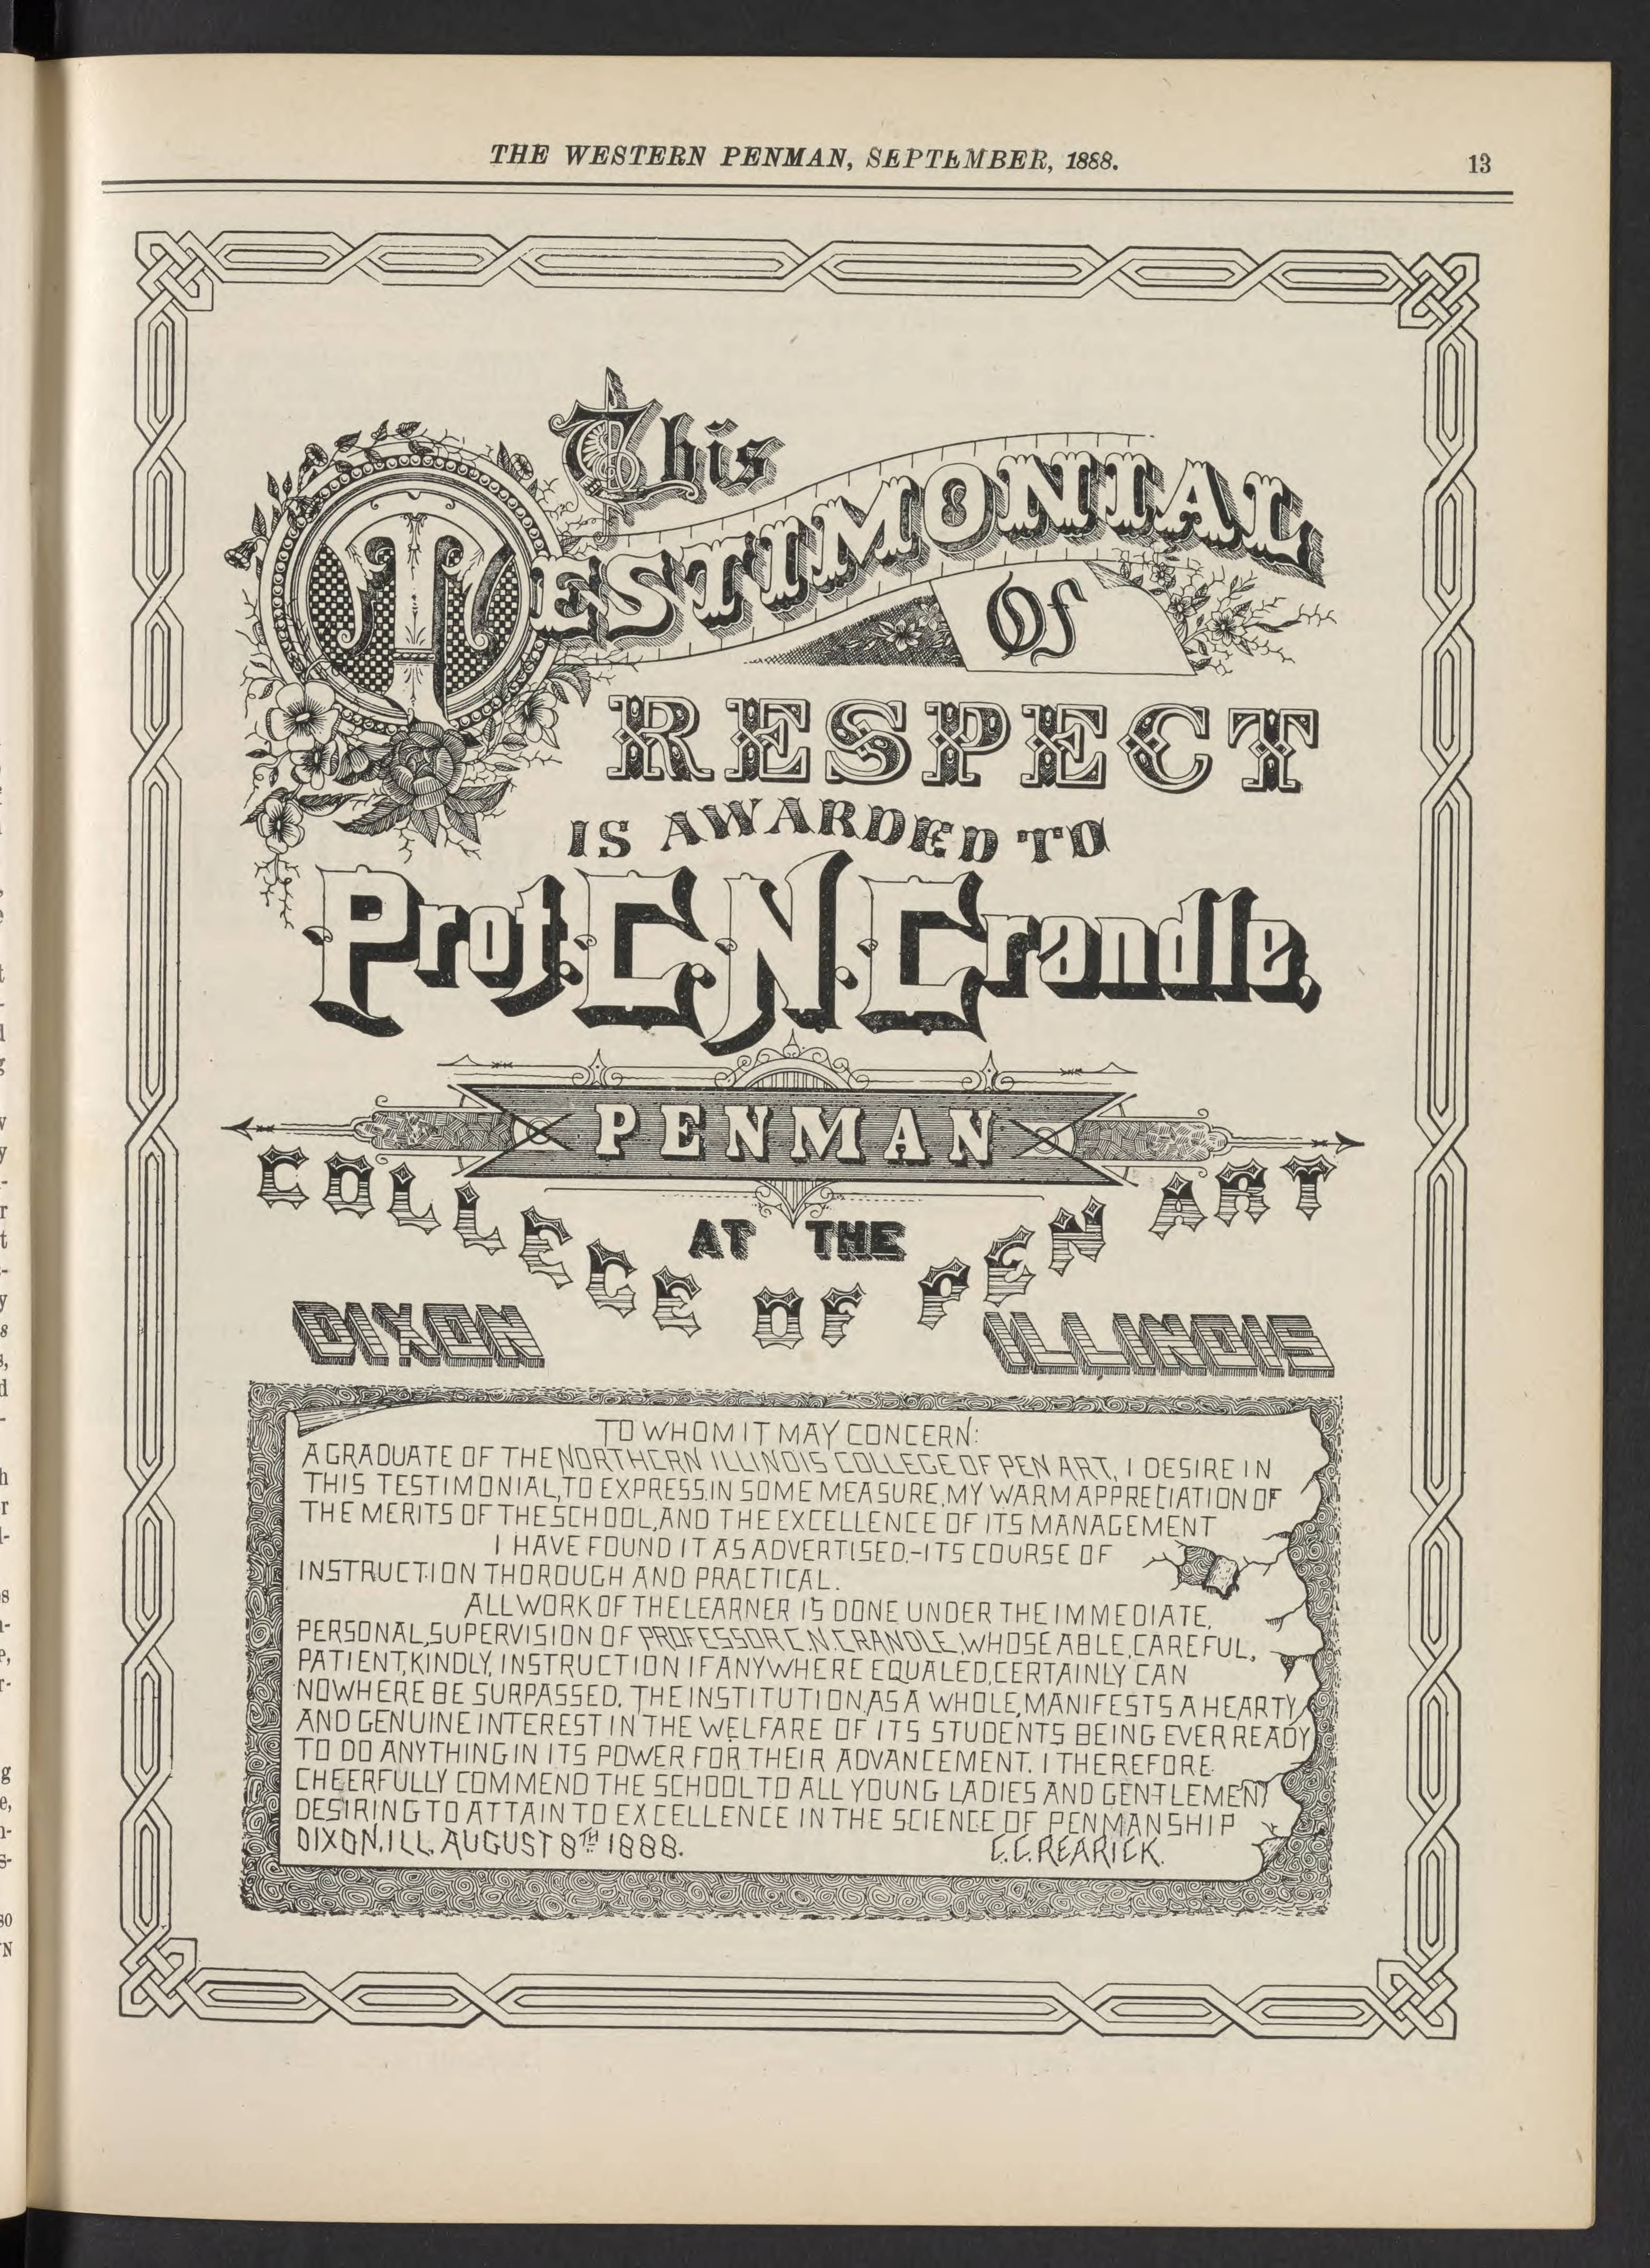 THE WESTERN PENMAN, SEPTEMBER, 1888.
13
This
TESTIMONIAL
Of
RESPECT
IS AWARDED TO
Prof. C. N. Crandle,
PENMAN
AT THE
COLLEGE OF PEN ART
DIXON ILLINOIS
TO WHOM IT MAY CONCERN:
A GRADUATE OF THE NORTHERN ILLINOIS COLLEGE OF PEN ART, I DESIRE IN
THIS TESTIMONIAL, TO EXPRESS, IN SOME MEASURE, MY WARM APPRECIATION OF
THE MERITS OF THE SCHOOL, AND THE EXCELLENCE OF ITS MANAGEMENT
I HAVE FOUND IT AS ADVERTISED.-ITS COURSE OF
INSTRUCTION THOROUGH AND PRACTICAL.
ALL WORK OF THE LEARNER IS DONE UNDER THE IMMEDIATE,
PERSONAL, SUPERVISION OF PROFESSOR C. N. CRANDLE, WHOSE ABLE, CAREFUL,
PATIENT, KINDLY, INSTRUCTION IF ANYWHERE EQUALED, CERTAINLY CAN
NOWHERE BE SURPASSED. THE INSTITUTION, AS A WHOLE, MANIFESTS A HEARTY,
AND GENUINE INTEREST IN THE WELFARE OF ITS STUDENTS BEING EVER READY
TO DO ANYTHING IN ITS POWER FOR THEIR ADVANCEMENT. I THEREFORE
CHEERFULLY COMMEND THE SCHOOL TO ALL YOUNG LADIES AND GENTLEMEN
DESIRING TO ATTAIN TO EXCELLENCE IN THE SCIENCE OF PENMANSHIP
DIXON, ILL. AUGUST 8TH 1888. C. C. REARICK.